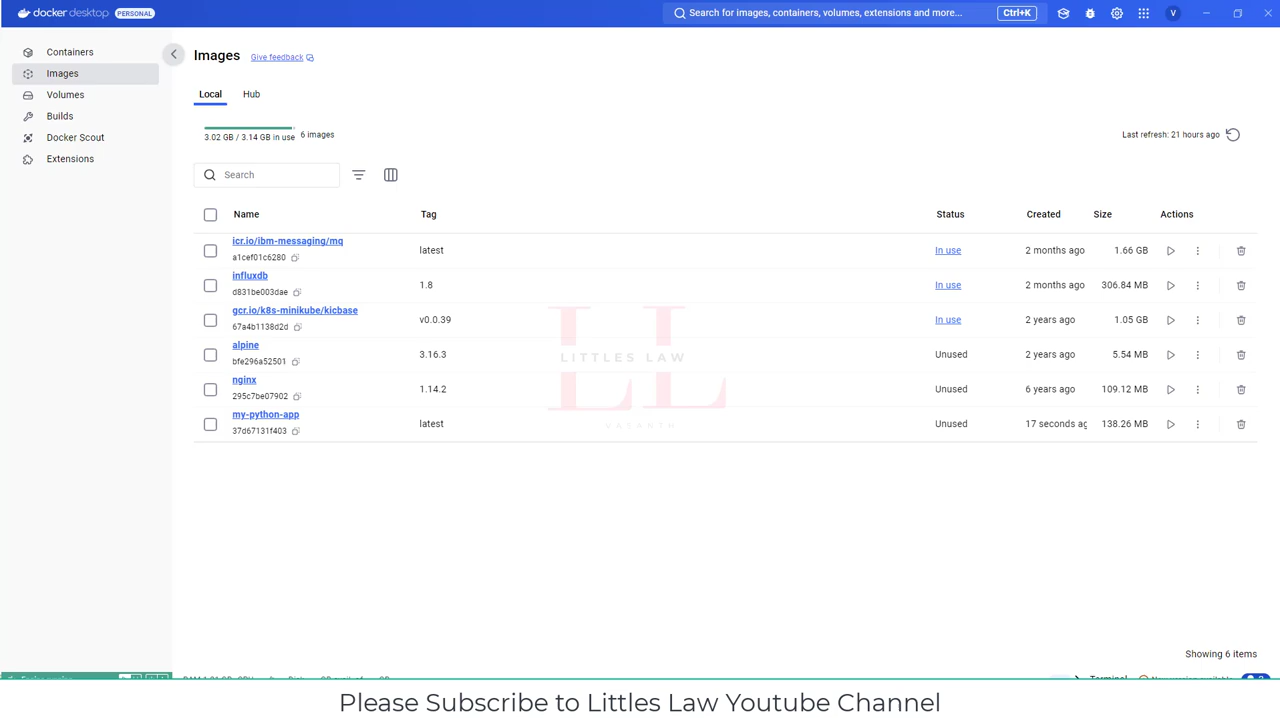 docker desktop PERSONAL
Search for images, containers, volumes, extensions and more... Ctrl+K
V
Containers
Images
Volumes
Builds
Docker Scout
Extensions
Images Give feedback
Local Hub
3.02 GB / 3.14 GB in use 6 images
Last refresh: 21 hours ago
Search
Name Tag Status Created Size Actions
icr.io/ibm-messaging/mq latest In use 2 months ago 1.66 GB
a1cef01c6280
influxdb 1.8 In use 2 months ago 306.84 MB
d831be003dae
gcr.io/k8s-minikube/kicbase v0.0.39 In use 2 years ago 1.05 GB
67a4b1138d2d
alpine 3.16.3 Unused 2 years ago 5.54 MB
bfe296a52501
nginx 1.14.2 Unused 6 years ago 109.12 MB
295c7be07902
my-python-app latest Unused 17 seconds ag 138.26 MB
37d67131f403
LL
LITTLES LAW
Showing 6 items
Please Subscribe to Littles Law Youtube Channel